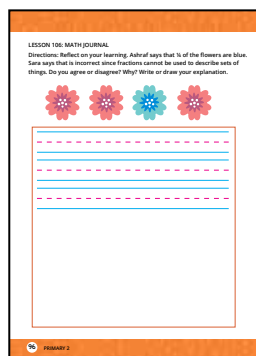 LESSON 106: MATH JOURNAL
Directions: Reflect on your learning. Ashraf says that ¼ of the flowers are blue.
Sara says that is incorrect since fractions cannot be used to describe sets of
things. Do you agree or disagree? Why? Write or draw your explanation.
96 PRIMARY 2